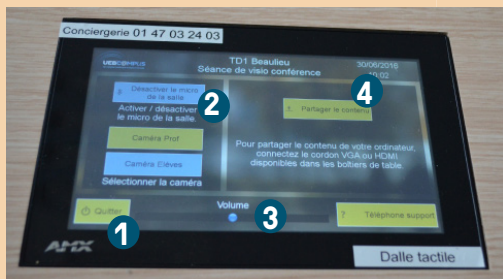 Conciergerie 01 47 03 24 03
UEBCOMPUS
TD1 Beaulieu
Séance de visio conférence
30/06/2016
10:02
Désactiver le micro
de la salle
2
Activer / désactiver
le micro de la salle
Caméra Prof
Caméra Elèves
Sélectionner la caméra
4
Partager le contenu
Pour partager le contenu de votre ordinateur,
connectez le cordon VGA ou HDMI
disponibles dans les boîtiers de table.
Quitter
1
Volume
3
? Téléphone support
AMX
Dalle tactile